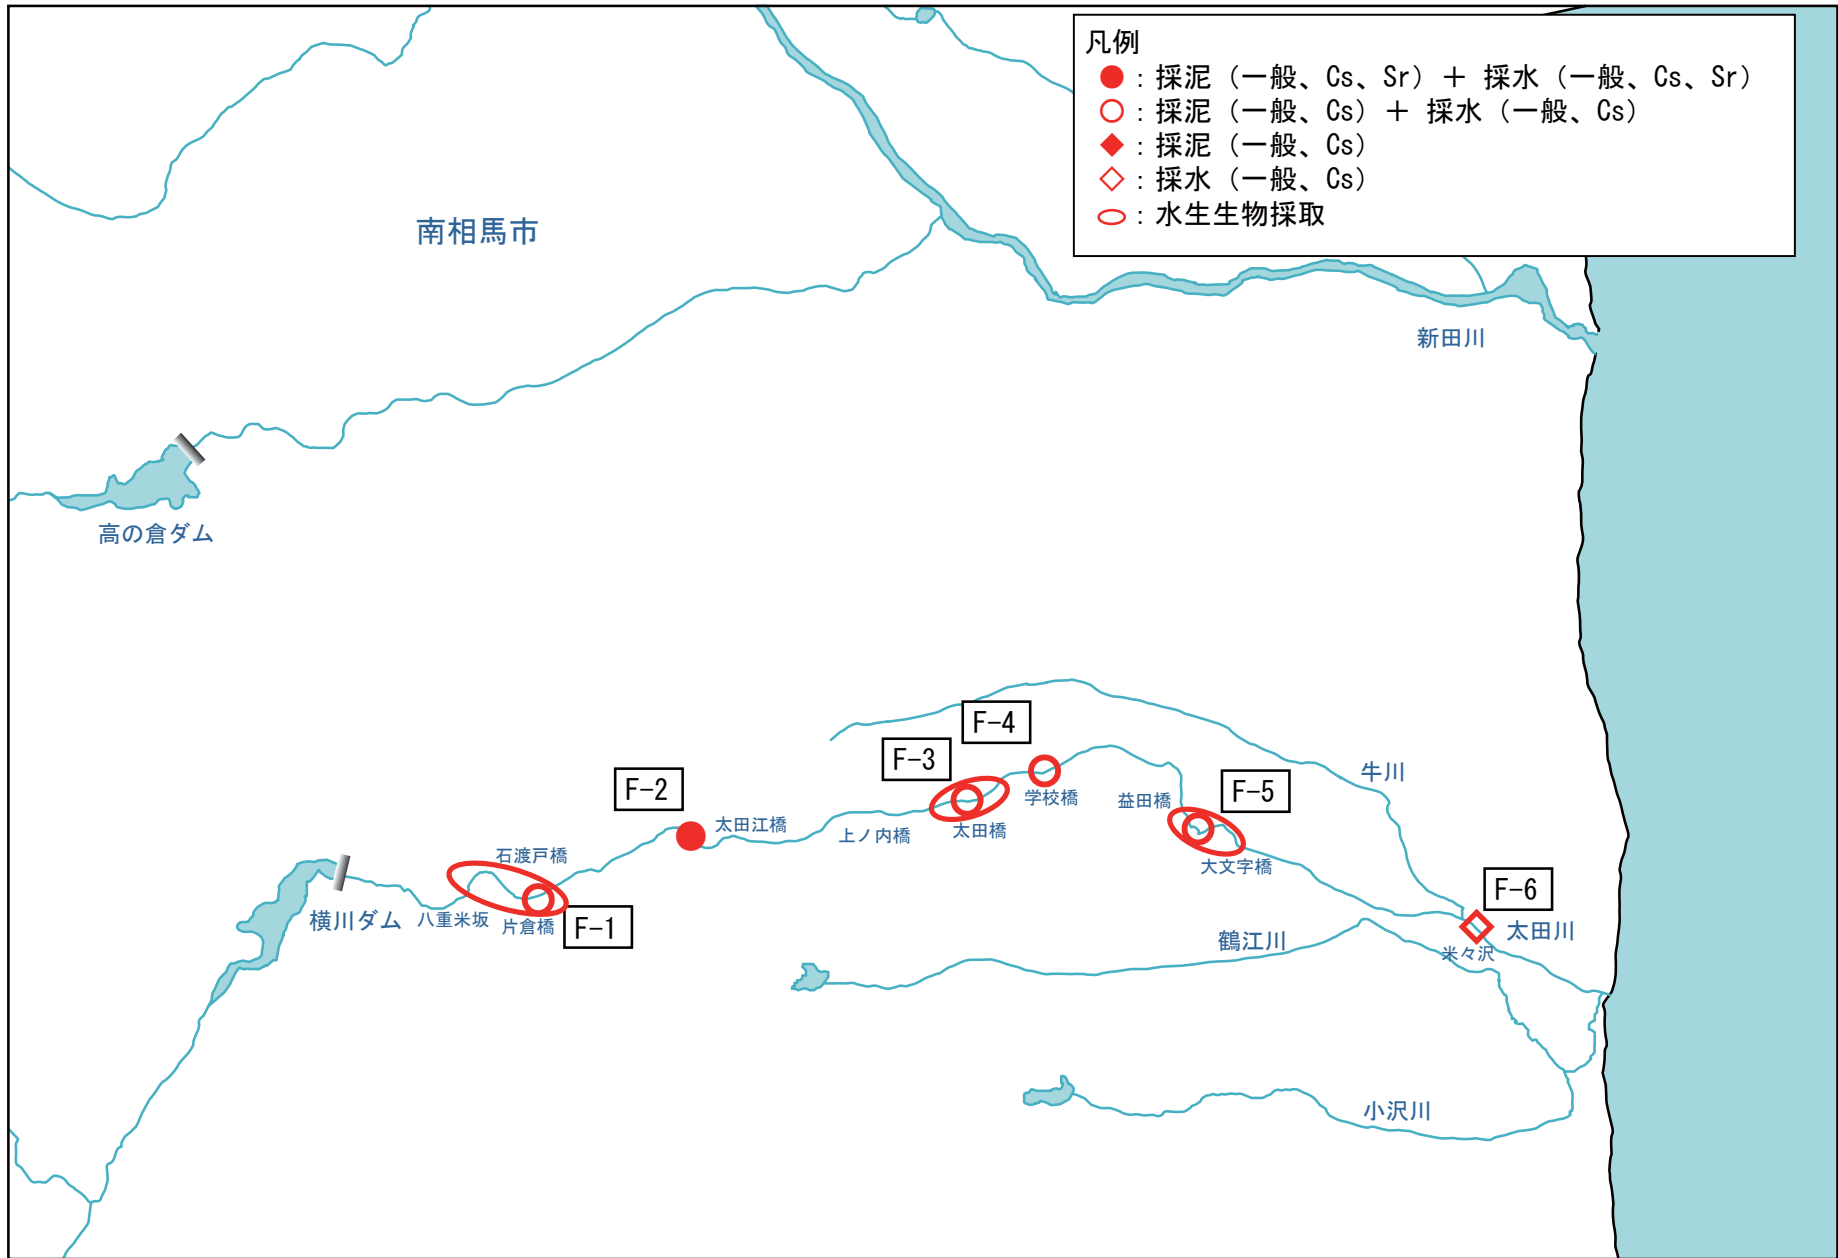 凡例
● : 採泥 (一般、Cs、Sr) ＋ 採水 (一般、Cs、Sr)
○ : 採泥 (一般、Cs) ＋ 採水 (一般、Cs)
◆ : 採泥 (一般、Cs)
◇ : 採水 (一般、Cs)
: 水生生物採取
南相馬市
新田川
高の倉ダム
F-4
F-3
F-2
F-5
牛川
学校橋
益田橋
太田江橋
上ノ内橋
太田橋
石渡戸橋
大文字橋
F-6
横川ダム
八重米坂
片倉橋
F-1
鶴江川
太田川
米々沢
小沢川